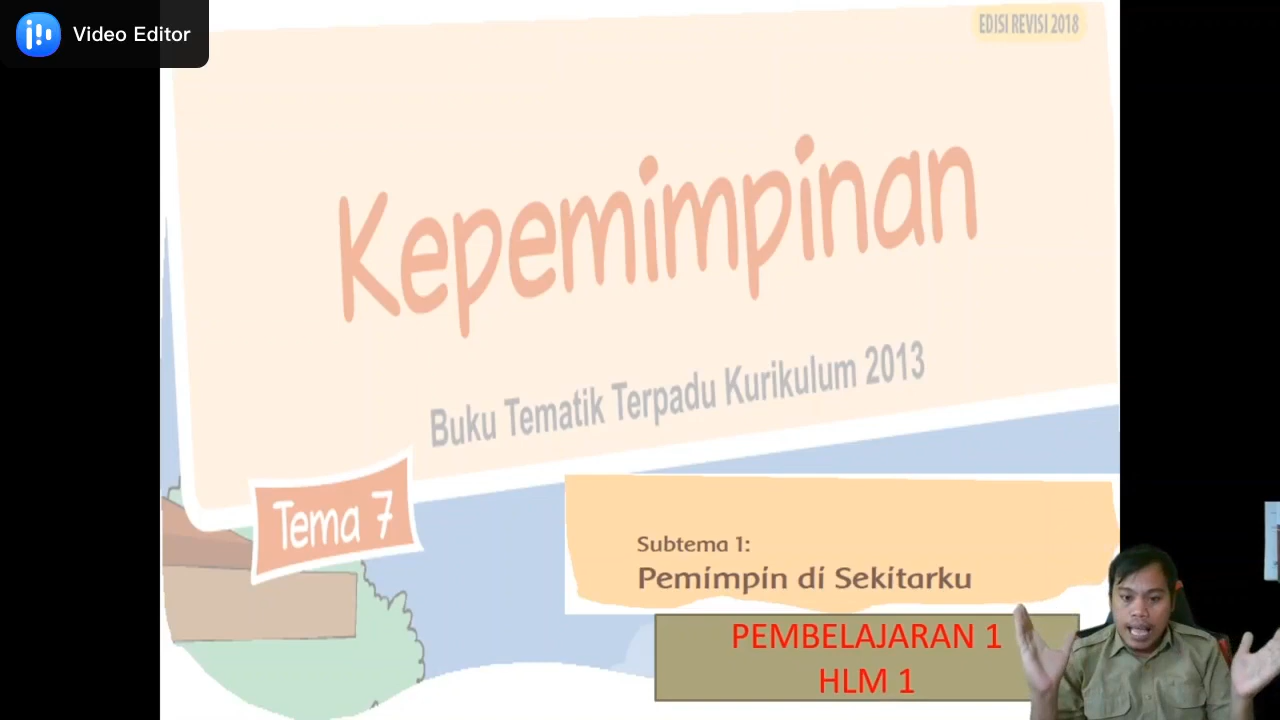 Video Editor
EDISI REVISI 2018
Kepemimpinan
Buku Tematik Terpadu Kurikulum 2013
Tema 7
Subtema 1:
Pemimpin di Sekitarku
PEMBELAJARAN 1
HLM 1